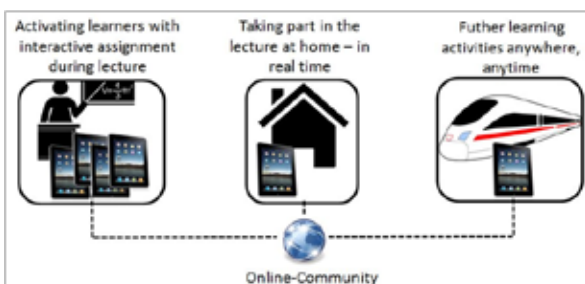 Activating learners with
interactive assignment
during lecture
Taking part in the
lecture at home – in
real time
Futher learning
activities anywhere,
anytime
Online-Community